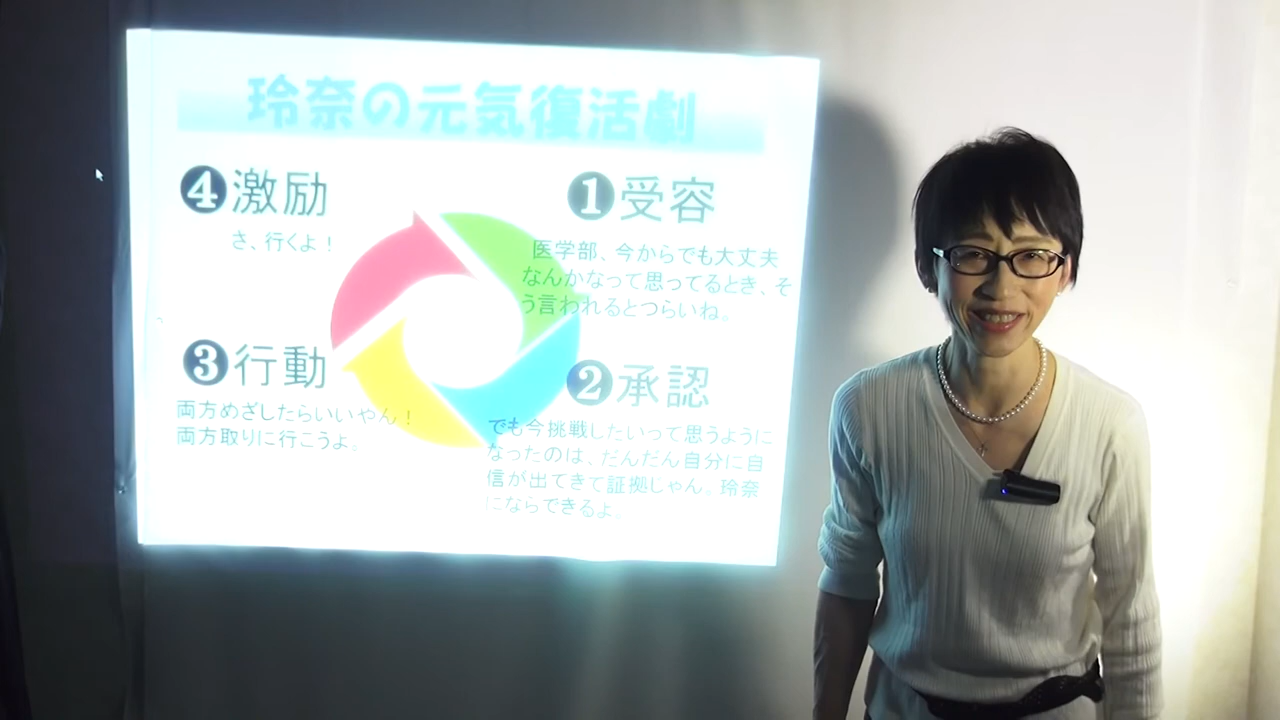 玲奈の元気復活劇
❶受容
医学部、今からでも大丈夫
なんかなって思ってるとき、そ
う言われるとつらいね。
❷承認
でも今挑戦したいって思うように
なったのは、だんだん自分に自
信が出てきて証拠じゃん。玲奈
にならできるよ。
❸行動
両方めざしたらいいやん！
両方取りに行こうよ。
❹激励
さ、行くよ！